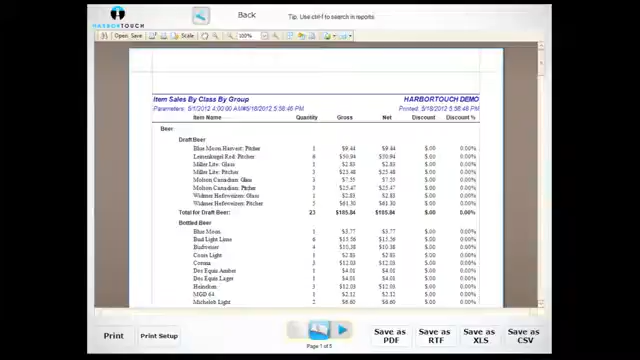 HARBORTOUCH
Back
Tip. Use ctrl-f to search in reports
Open Save
Scale
100%
Item Sales By Class By Group HARBORTOUCH DEMO
Parameters: 5/1/2012 4:00:00 AM#5/18/2012 5:56:46 PM Printed: 5/18/2012 5:56:46 PM
Item Name Quantity Gross Net Discount Discount %
Beer
Draft Beer
Blue Moon Harvest: Pitcher 1 $9.44 $9.44 $.00 0.00%
Leinenkugel Red: Pitcher 6 $50.94 $50.94 $.00 0.00%
Miller Lite: Glass 1 $2.83 $2.83 $.00 0.00%
Miller Lite: Pitcher 3 $23.48 $23.48 $.00 0.00%
Molson Canadian: Glass 3 $7.55 $7.55 $.00 0.00%
Molson Canadian: Pitcher 3 $25.47 $25.47 $.00 0.00%
Widmer Hefeweizen: Glass 1 $2.83 $2.83 $.00 0.00%
Widmer Hefeweizen: Pitcher 5 $61.30 $61.30 $.00 0.00%
Total for Draft Beer: 23 $185.84 $185.84 $.00 0.00%
Bottled Beer
Blue Moon 1 $3.77 $3.77 $.00 0.00%
Bud Light Lime 6 $15.56 $15.56 $.00 0.00%
Budweiser 4 $10.38 $10.38 $.00 0.00%
Coors Light 1 $2.83 $2.83 $.00 0.00%
Corona 3 $12.03 $12.03 $.00 0.00%
Dos Equis Amber 1 $4.01 $4.01 $.00 0.00%
Dos Equis Lager 1 $4.01 $4.01 $.00 0.00%
Heineken 3 $12.03 $12.03 $.00 0.00%
MGD 64 1 $2.12 $2.12 $.00 0.00%
Michelob Light 2 $6.60 $6.60 $.00 0.00%
Print
Print Setup
Page 1 of 5
Save as PDF
Save as RTF
Save as XLS
Save as CSV